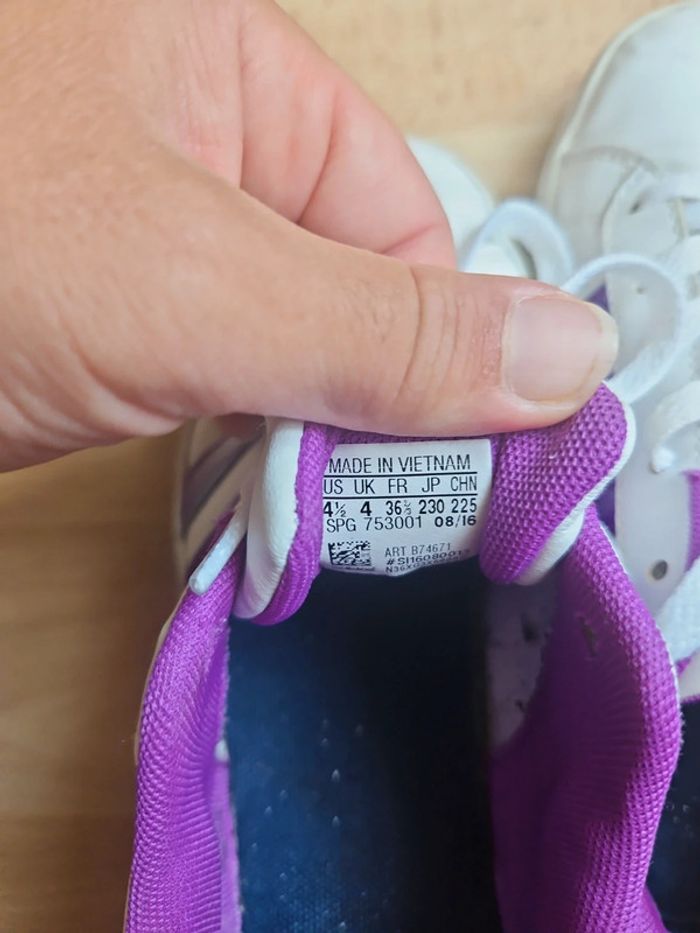 MADE IN VIETNAM
US UK FR JP CHN
4½ 4 36⅔ 230 225
SPG 753001 08/16
ART B74671